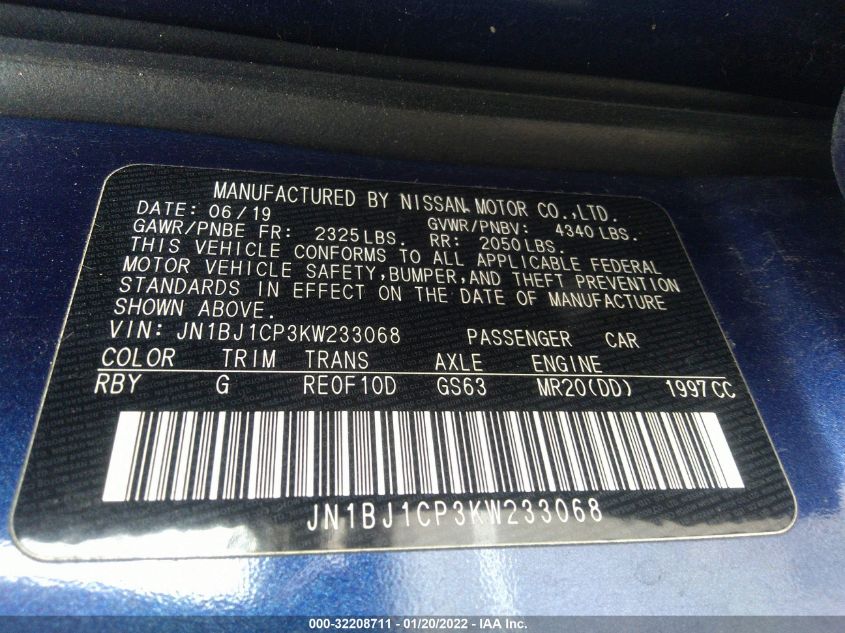 MANUFACTURED BY NISSAN MOTOR CO.,LTD.
DATE: 06/19 GVWR/PNBV: 4340 LBS.
GAWR/PNBE FR: 2325 LBS. RR: 2050 LBS.
THIS VEHICLE CONFORMS TO ALL APPLICABLE FEDERAL
MOTOR VEHICLE SAFETY,BUMPER,AND THEFT PREVENTION
STANDARDS IN EFFECT ON THE DATE OF MANUFACTURE
SHOWN ABOVE.
VIN: JN1BJ1CP3KW233068 PASSENGER CAR
COLOR TRIM TRANS AXLE ENGINE
RBY G RE0F10D GS63 MR20(DD) 1997CC
JN1BJ1CP3KW233068
000-32208711 - 01/20/2022 - IAA Inc.